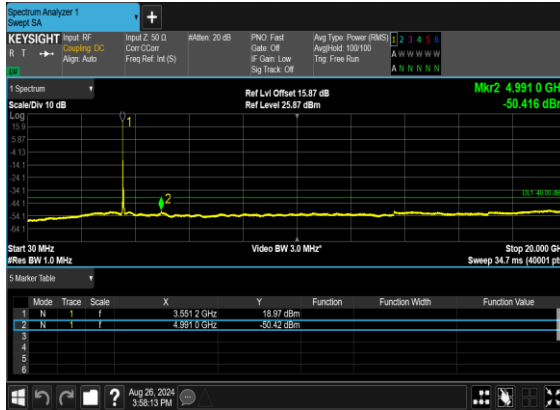 Spectrum Analyzer 1
Swept SA
+
KEYSIGHT Input: RF Input Z: 50 Ω #Atten: 20 dB PNO: Fast Avg Type: Power (RMS) 1 2 3 4 5 6
R T Coupling: DC Corr CCorr Gate: Off Avg|Hold: 100/100 A W W W W W
Align: Auto Freq Ref: Int (S) IF Gain: Low Trig: Free Run
Sig Track: Off A N N N N N
LXI
1 Spectrum Ref Lvl Offset 15.87 dB Mkr2 4.991 0 GH
Scale/Div 10 dB Ref Level 25.87 dBm -50.416 dB
Log
15.9
5.87
-4.13
-14.1
-24.1
-34.1
-44.1
-54.1
-64.1
1
2
DL1 -40.00 dB
Start 30 MHz Video BW 3.0 MHz* Stop 20.000 GH
#Res BW 1.0 MHz Sweep 34.7 ms (40001 pt
5 Marker Table
Mode Trace Scale X Y Function Function Width Function Value
1 N 1 f 3.551 2 GHz 18.97 dBm
2 N 1 f 4.991 0 GHz -50.42 dBm
3
4
5
6
? Aug 26, 2024
3:58:13 PM